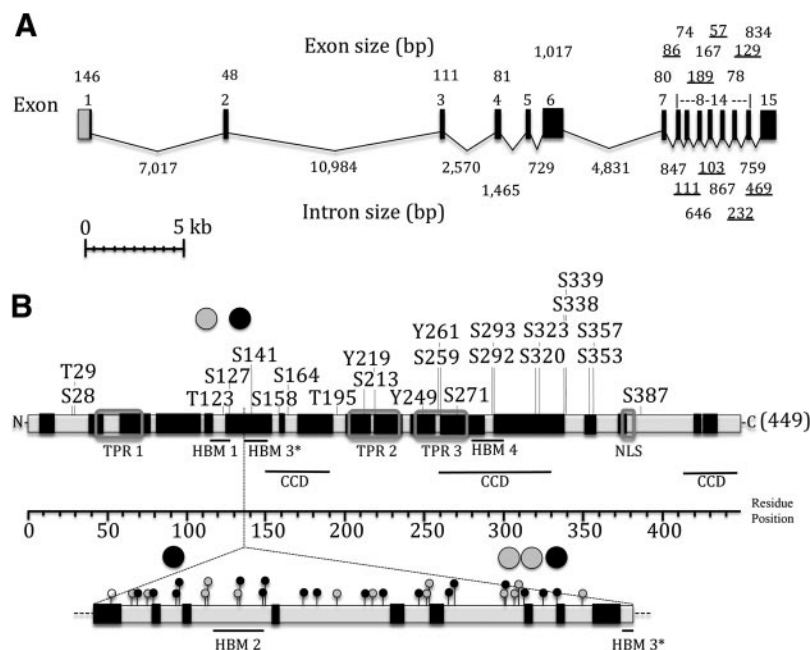 A
Exon size (bp)
74 57 834
1,017 86 167 129
146 48 111 81 80 189 78
Exon 1 2 3 4 5 6 7 |---8-14 ---| 15
7,017 10,984 2,570 729 4,831 847 103 759
1,465 111 867 469
Intron size (bp) 646 232
0 5 kb
B
S339
S338
Y261 S293 S323 S357
S141 Y219 S259 S292 S320 S353
T29 S127 S164 S213
S28 T123 S158 T195 Y249 S271 S387
N C (449)
TPR 1 HBM 1 HBM 3* TPR 2 TPR 3 HBM 4 NLS
CCD CCD CCD
0 50 100 150 200 250 300 350 400 Residue
Position
HBM 2 HBM 3*